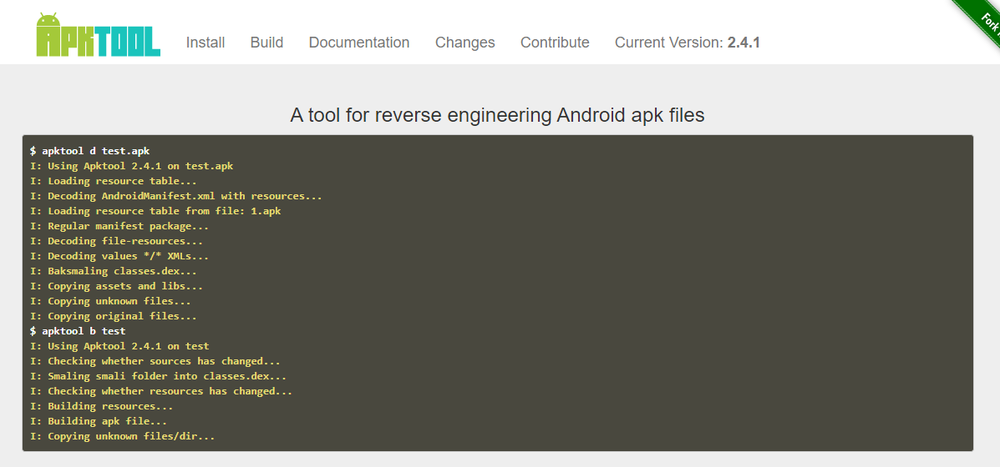 APKTOOL
Install Build Documentation Changes Contribute Current Version: 2.4.1
Fork
A tool for reverse engineering Android apk files
$ apktool d test.apk
I: Using Apktool 2.4.1 on test.apk
I: Loading resource table...
I: Decoding AndroidManifest.xml with resources...
I: Loading resource table from file: 1.apk
I: Regular manifest package...
I: Decoding file-resources...
I: Decoding values */* XMLs...
I: Baksmaling classes.dex...
I: Copying assets and libs...
I: Copying unknown files...
I: Copying original files...
$ apktool b test
I: Using Apktool 2.4.1 on test
I: Checking whether sources has changed...
I: Smaling smali folder into classes.dex...
I: Checking whether resources has changed...
I: Building resources...
I: Building apk file...
I: Copying unknown files/dir...